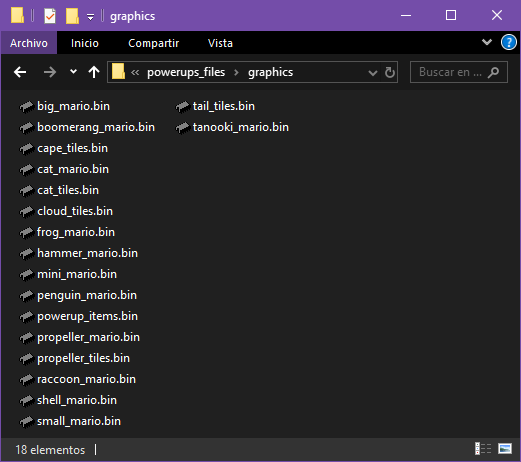 graphics
Archivo Inicio Compartir Vista
powerups_files graphics Buscar en ...
big_mario.bin
boomerang_mario.bin
cape_tiles.bin
cat_mario.bin
cat_tiles.bin
cloud_tiles.bin
frog_mario.bin
hammer_mario.bin
mini_mario.bin
penguin_mario.bin
powerup_items.bin
propeller_mario.bin
propeller_tiles.bin
raccoon_mario.bin
shell_mario.bin
small_mario.bin
tail_tiles.bin
tanooki_mario.bin
18 elementos